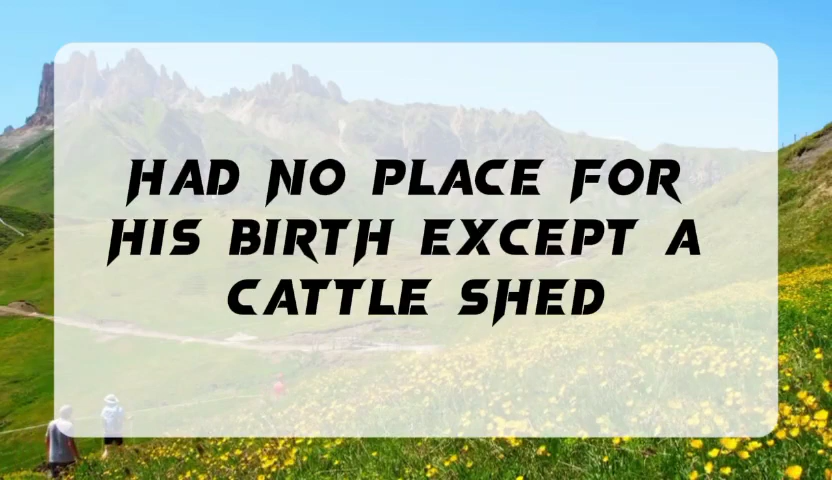 HAD NO PLACE FOR
HIS BIRTH EXCEPT A
CATTLE SHED